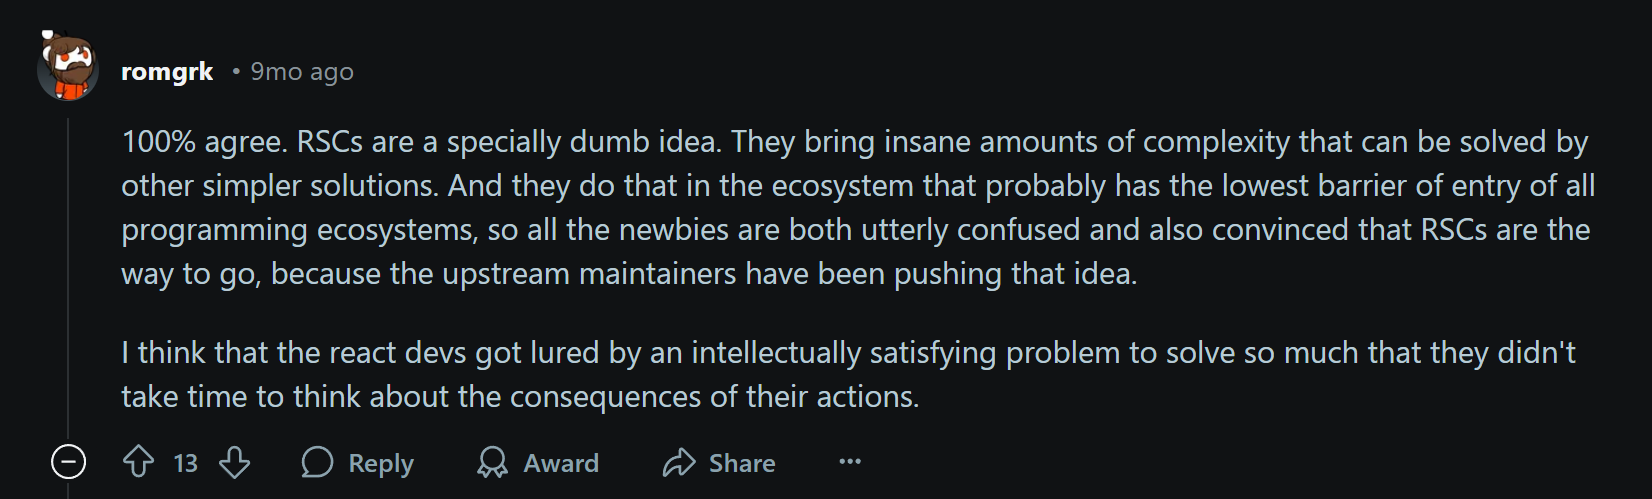 romgrk • 9mo ago
100% agree. RSCs are a specially dumb idea. They bring insane amounts of complexity that can be solved by
other simpler solutions. And they do that in the ecosystem that probably has the lowest barrier of entry of all
programming ecosystems, so all the newbies are both utterly confused and also convinced that RSCs are the
way to go, because the upstream maintainers have been pushing that idea.
I think that the react devs got lured by an intellectually satisfying problem to solve so much that they didn't
take time to think about the consequences of their actions.
13 Reply Award Share